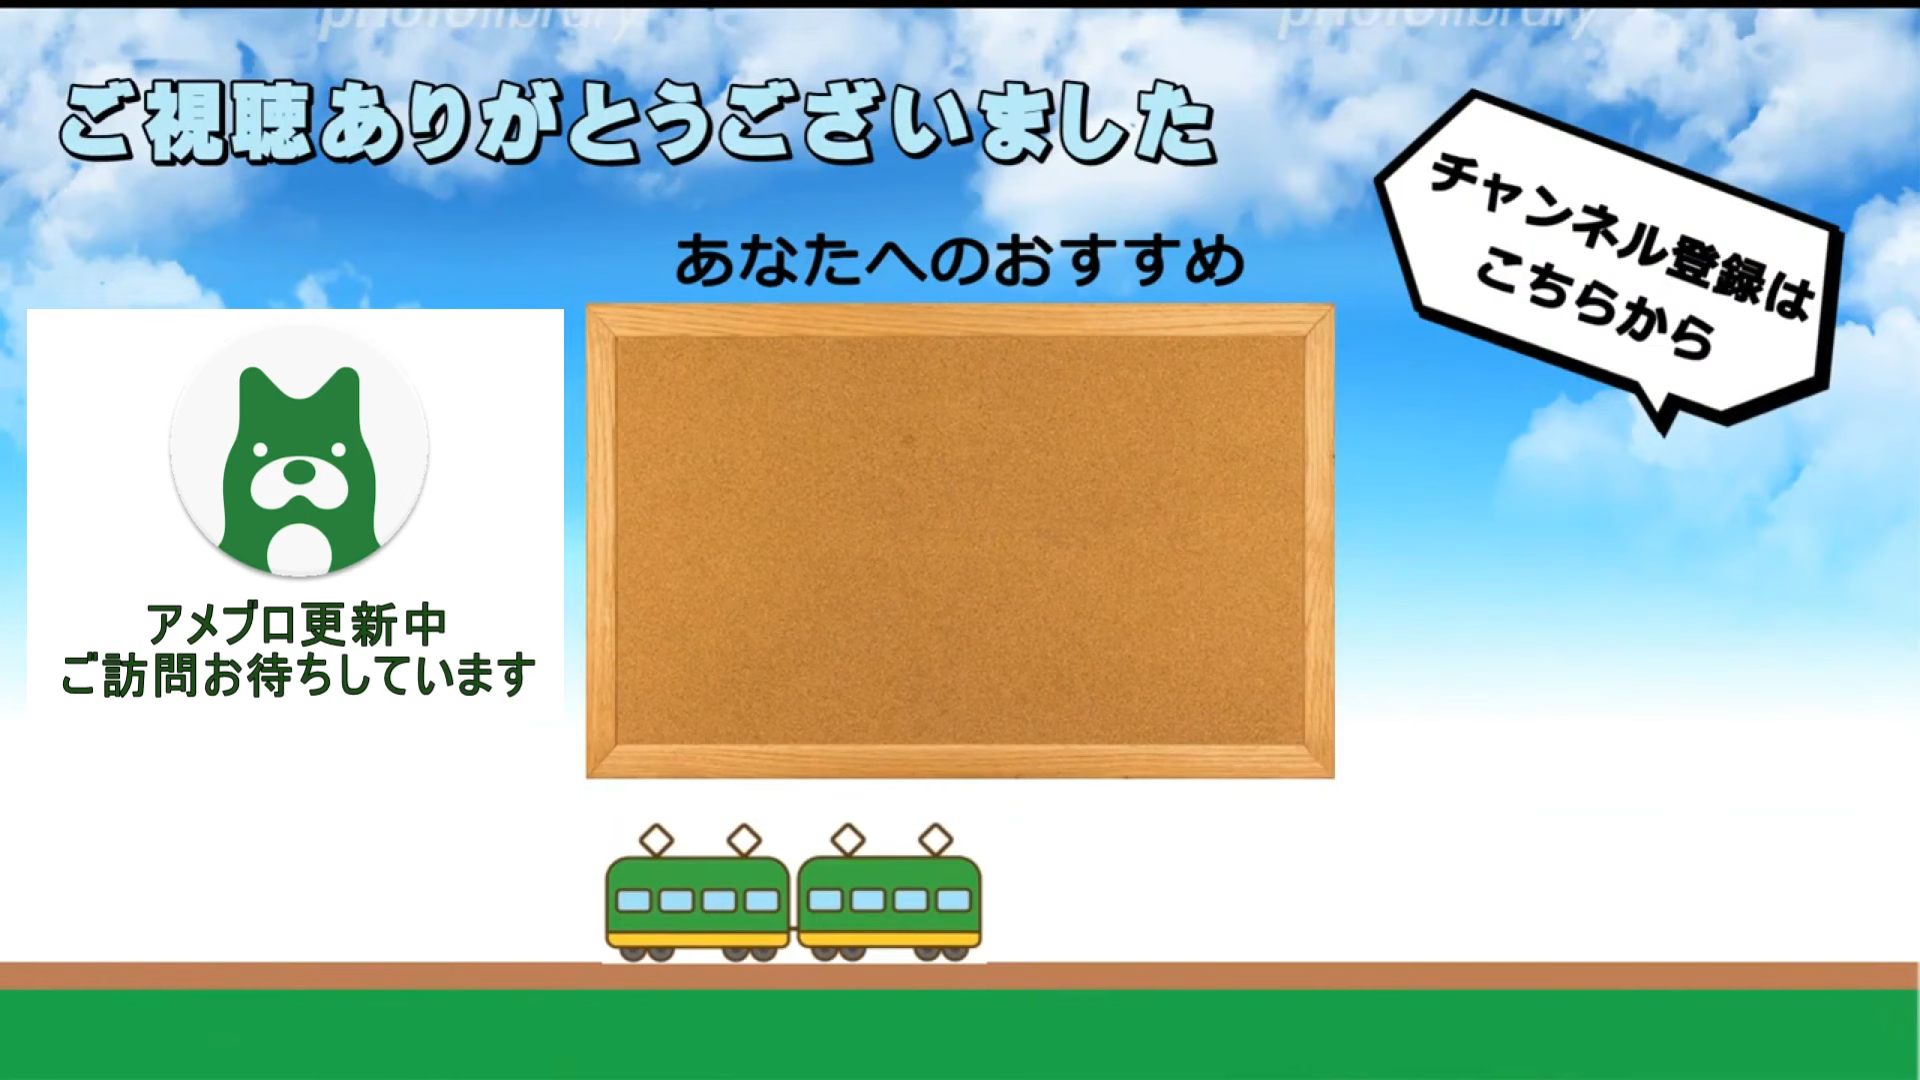 photolibrary photolibrary
ご視聴ありがとうございました
チャンネル登録は
こちらから
あなたへのおすすめ
アメブロ更新中
ご訪問お待ちしています